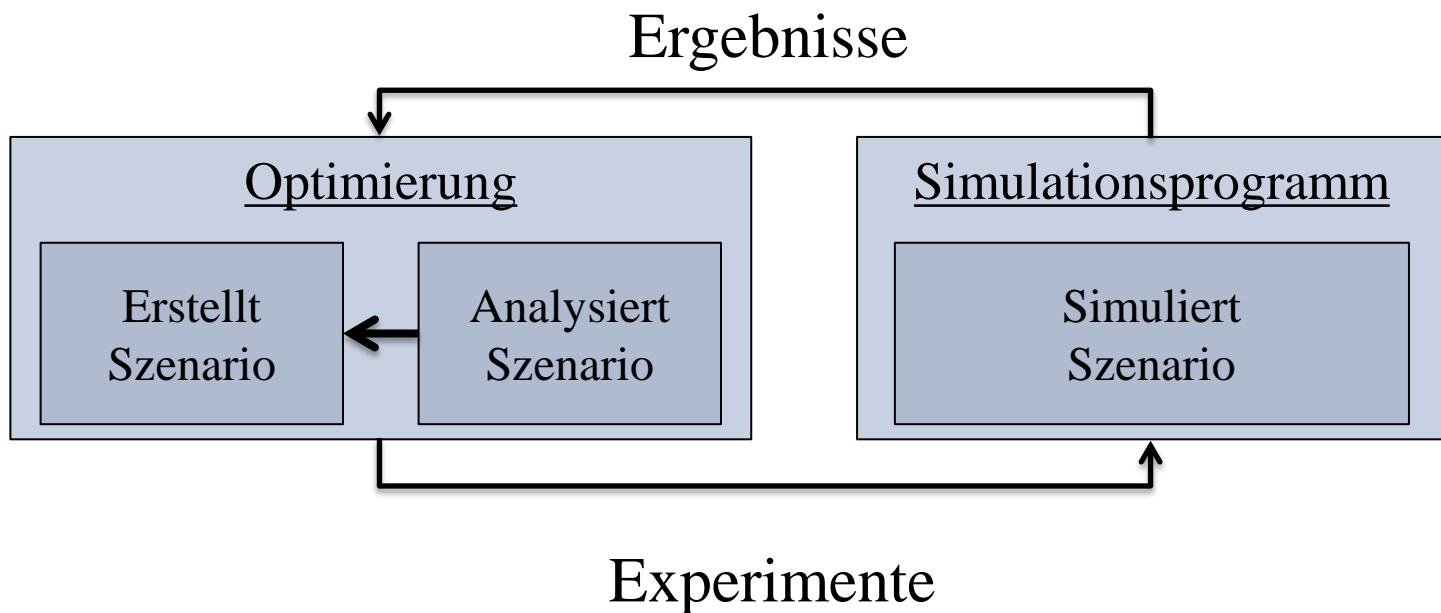 Ergebnisse
Optimierung
Erstellt
Szenario
Analysiert
Szenario
Simulationsprogramm
Simuliert
Szenario
Experimente